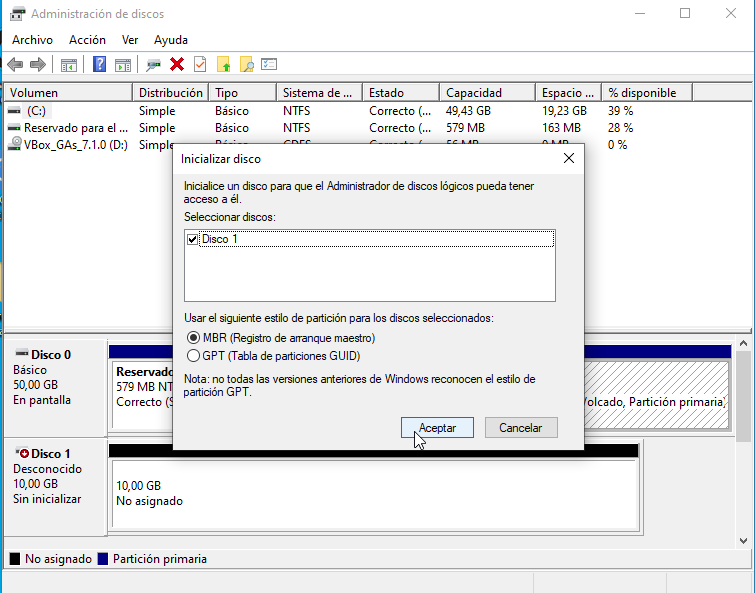 Administración de discos
Archivo Acción Ver Ayuda
Volumen Distribución Tipo Sistema de ... Estado Capacidad Espacio ... % disponible
(C:) Simple Básico NTFS Correcto (... 49,43 GB 19,23 GB 39 %
Reservado para el ... Simple Básico NTFS Correcto (... 579 MB 163 MB 28 %
VBox_GAs_7.1.0 (D:) Simple 0 %
Inicializar disco
Inicialice un disco para que el Administrador de discos lógicos pueda tener
acceso a él.
Seleccionar discos:
Disco 1
Usar el siguiente estilo de partición para los discos seleccionados:
MBR (Registro de arranque maestro)
GPT (Tabla de particiones GUID)
Nota: no todas las versiones anteriores de Windows reconocen el estilo de
partición GPT.
Aceptar Cancelar
Disco 0
Básico
50,00 GB
En pantalla
Reservado
579 MB NT
Correcto (S
Volcado, Partición primaria)
Disco 1
Desconocido
10,00 GB
Sin inicializar
10,00 GB
No asignado
No asignado Partición primaria